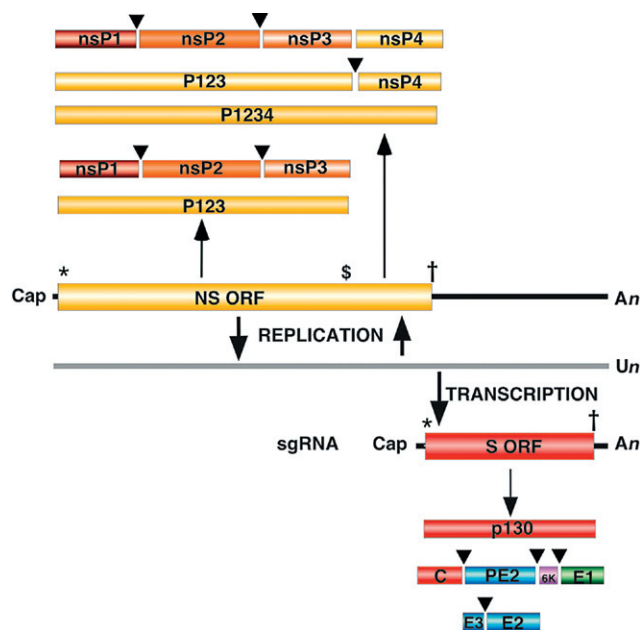 nsP1 nsP2 nsP3 nsP4
P123 nsP4
P1234
nsP1 nsP2 nsP3
P123
* $ †
Cap NS ORF An
REPLICATION
Un
TRANSCRIPTION
* †
sgRNA Cap S ORF An
p130
C PE2 6K E1
E3 E2